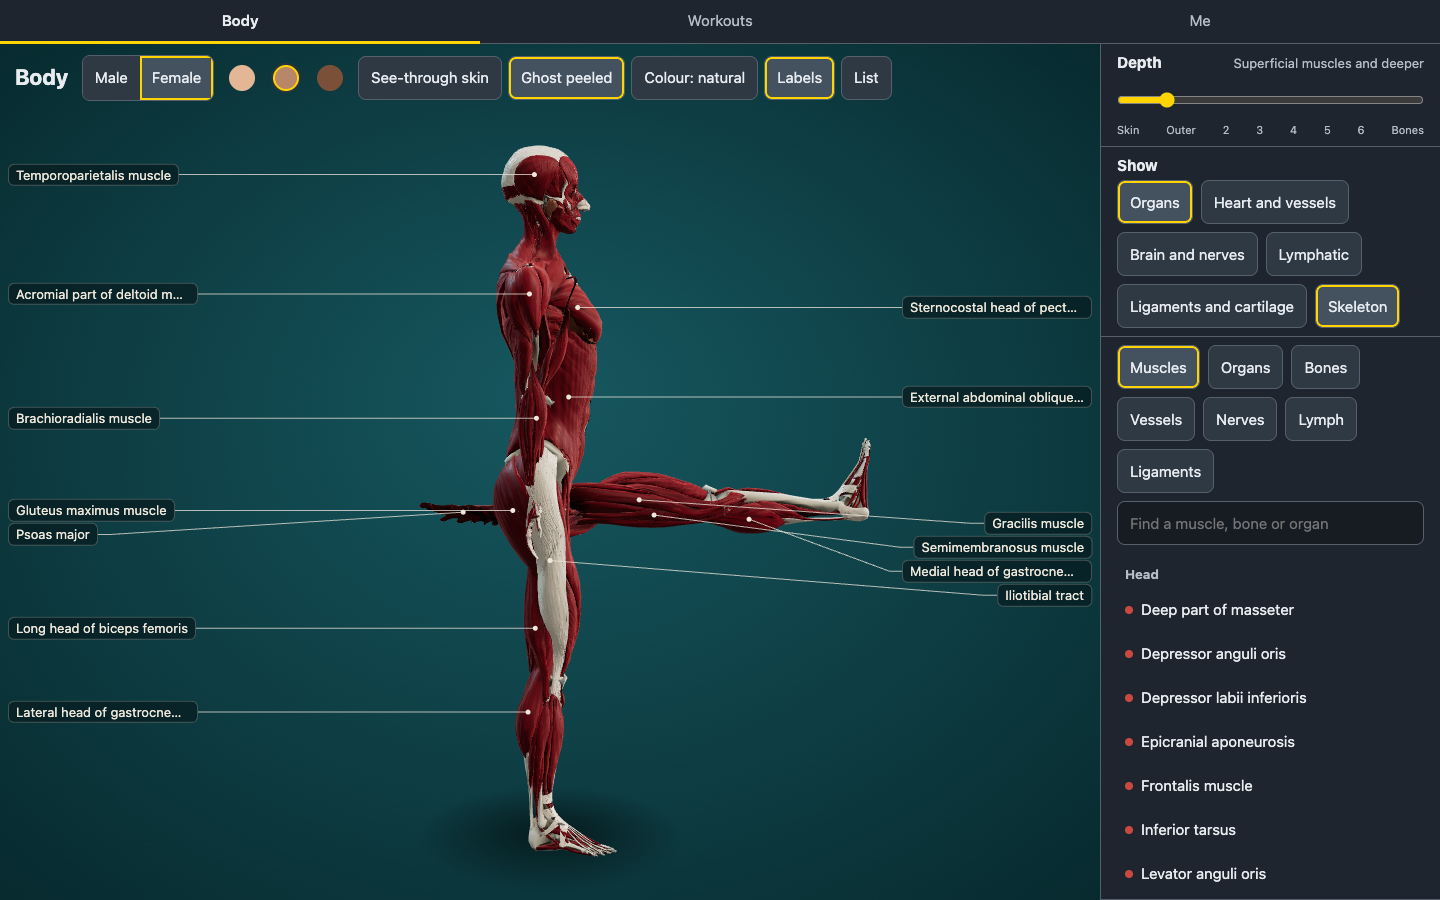 Body
Workouts
Me
Body
Male
Female
See-through skin
Ghost peeled
Colour: natural
Labels
List
Temporoparietalis muscle
Acromial part of deltoid m...
Brachioradialis muscle
Gluteus maximus muscle
Psoas major
Long head of biceps femoris
Lateral head of gastrocne...
Sternocostal head of pect...
External abdominal oblique...
Gracilis muscle
Semimembranosus muscle
Medial head of gastrocne...
Iliotibial tract
Depth
Superficial muscles and deeper
Skin Outer 2 3 4 5 6 Bones
Show
Organs
Heart and vessels
Brain and nerves
Lymphatic
Ligaments and cartilage
Skeleton
Muscles
Organs
Bones
Vessels
Nerves
Lymph
Ligaments
Find a muscle, bone or organ
Head
Deep part of masseter
Depressor anguli oris
Depressor labii inferioris
Epicranial aponeurosis
Frontalis muscle
Inferior tarsus
Levator anguli oris